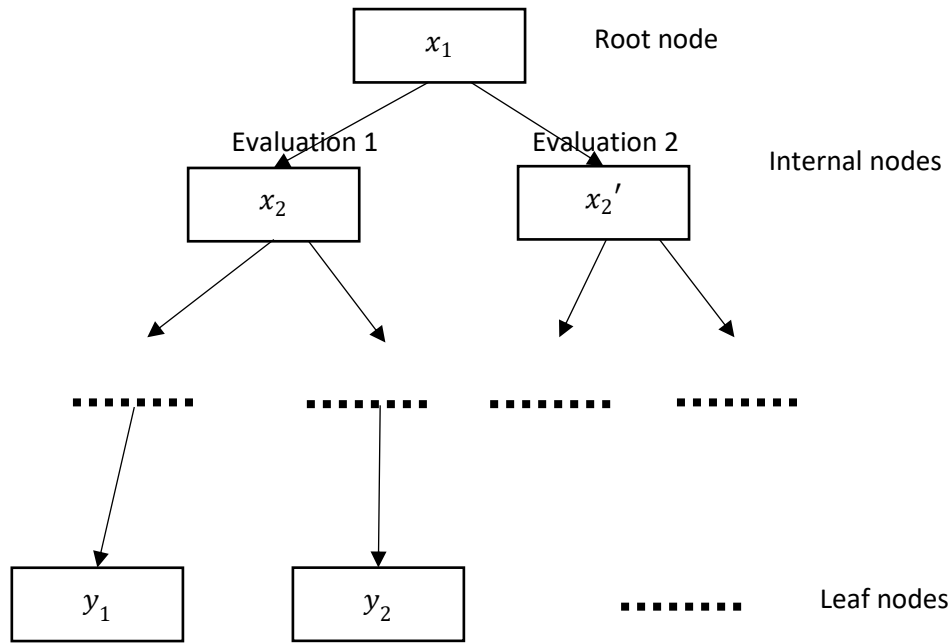 x₁
Root node
Evaluation 1
Evaluation 2
Internal nodes
x₂
x₂′
y₁
y₂
Leaf nodes